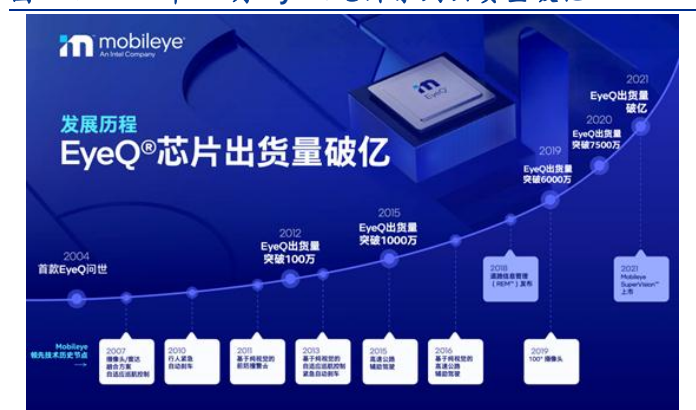 mobileye™
An Intel Company
发展历程
EyeQ®芯片出货量破亿
EyeQ
2021
EyeQ出货量
破亿
2020
EyeQ出货量
突破7500万
2019
EyeQ出货量
突破6000万
2015
EyeQ出货量
突破1000万
2012
EyeQ出货量
突破100万
2004
首款EyeQ问世
Mobileye
领先技术历史节点
2007
摄像头/雷达
融合方案
自适应巡航控制
2010
行人紧急
自动刹车
2011
基于纯视觉的
前防撞警告
2013
基于纯视觉的
自适应巡航控制
紧急自动刹车
2015
高速公路
辅助驾驶
2016
基于纯视觉的
高速公路
辅助驾驶
2018
道路信息管理
（REM™）发布
2019
100°摄像头
2021
Mobileye
SuperVision™
上市